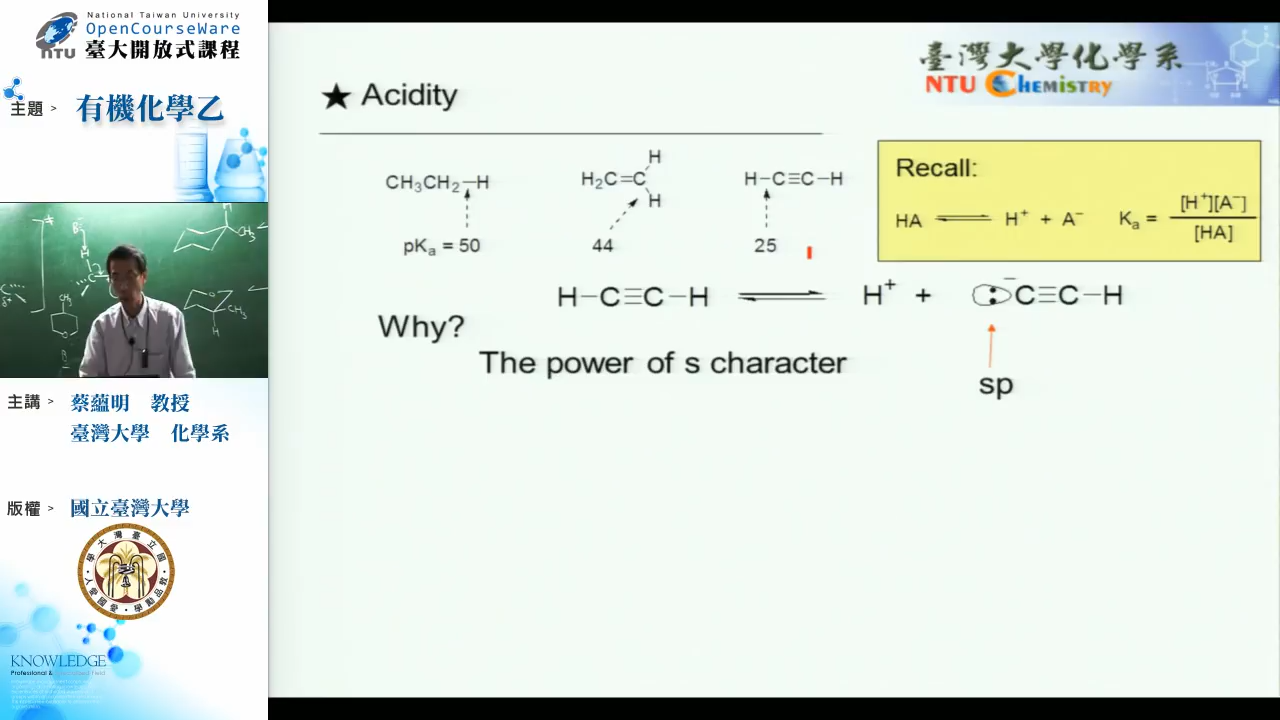 National Taiwan University
OpenCourseWare
NTU 臺大開放式課程
主題 > 有機化學乙
主講 > 蔡蘊明 教授
臺灣大學 化學系
版權 > 國立臺灣大學
KNOWLEDGE
臺灣大學化學系
NTU CHEMISTRY
★ Acidity
CH₃CH₂–H
H₂C=C
H
H
H–C≡C–H
pKₐ = 50
44
25
Recall:
HA ⇌ H⁺ + A⁻
Kₐ = [H⁺][A⁻]
[HA]
H–C≡C–H ⇌ H⁺ + :⁻C≡C–H
Why?
The power of s character
sp